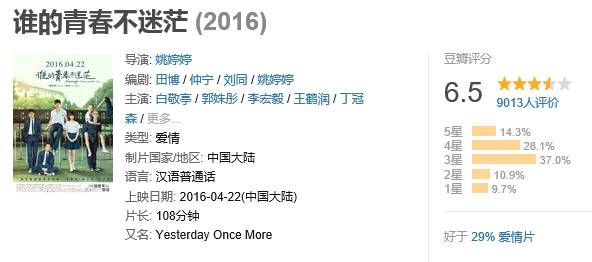 谁的青春不迷茫 (2016)
2016.04.22
谁的青春不迷茫
导演: 姚婷婷
编剧: 田博 / 仲宁 / 刘同 / 姚婷婷
主演: 白敬亭 / 郭姝彤 / 李宏毅 / 王鹤润 / 丁冠
森 / 更多...
类型: 爱情
制片国家/地区: 中国大陆
语言: 汉语普通话
上映日期: 2016-04-22(中国大陆)
片长: 108分钟
又名: Yesterday Once More
豆瓣评分
6.5
9013人评价
5星 14.3%
4星 28.1%
3星 37.0%
2星 10.9%
1星 9.7%
好于 29% 爱情片